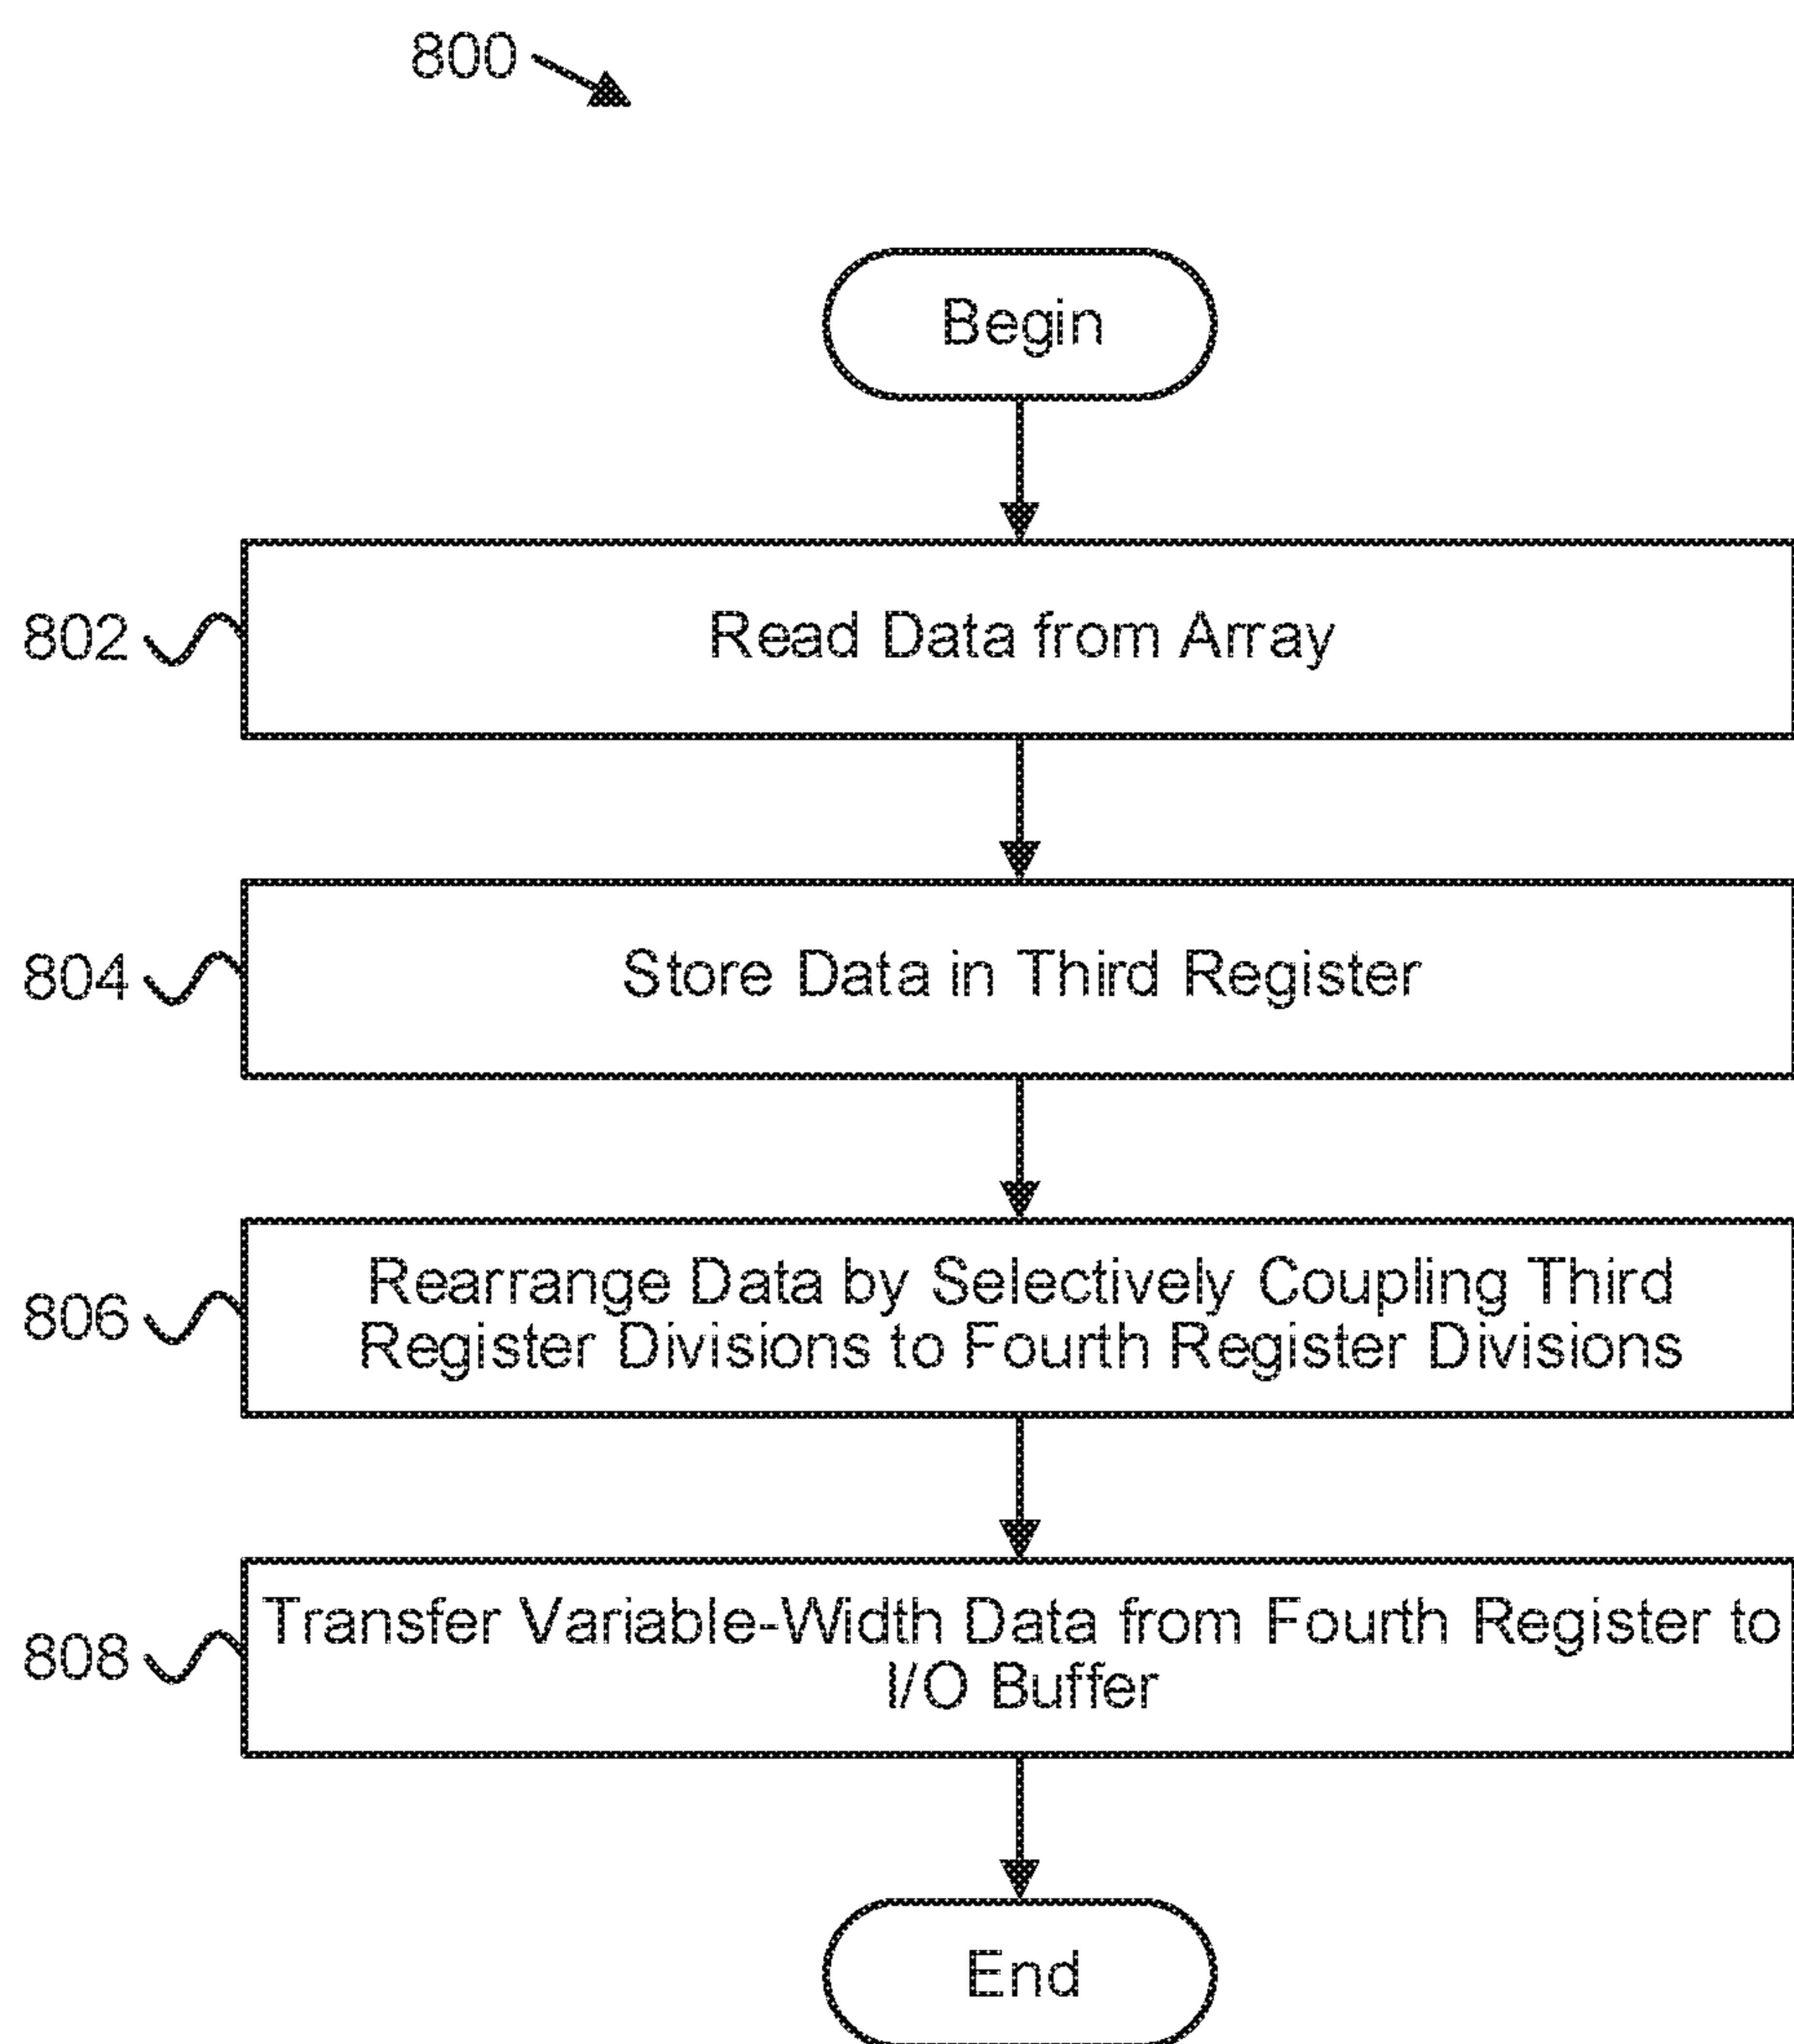 800
Begin
802
Read Data from Array
804
Store Data in Third Register
806
Rearrange Data by Selectively Coupling Third
Register Divisions to Fourth Register Divisions
808
Transfer Variable-Width Data from Fourth Register to
I/O Buffer
End